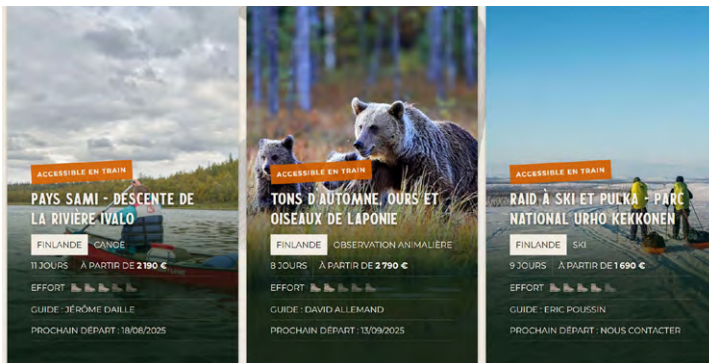 ACCESSIBLE EN TRAIN
PAYS SAMI - DESCENTE DE
LA RIVIÈRE IVALO
FINLANDE CANOË
11 JOURS À PARTIR DE 2 190 €
EFFORT
GUIDE : JÉRÔME DAILLE
PROCHAIN DÉPART : 18/08/2025
ACCESSIBLE EN TRAIN
TONS D'AUTOMNE, OURS ET
OISEAUX DE LAPONIE
FINLANDE OBSERVATION ANIMALIÈRE
8 JOURS À PARTIR DE 2 790 €
EFFORT
GUIDE : DAVID ALLEMAND
PROCHAIN DÉPART : 13/09/2025
ACCESSIBLE EN TRAIN
RAID À SKI ET PULKA - PARC
NATIONAL URHO KEKKONEN
FINLANDE SKI
9 JOURS À PARTIR DE 1 690 €
EFFORT
GUIDE : ERIC POUSSIN
PROCHAIN DÉPART : NOUS CONTACTER